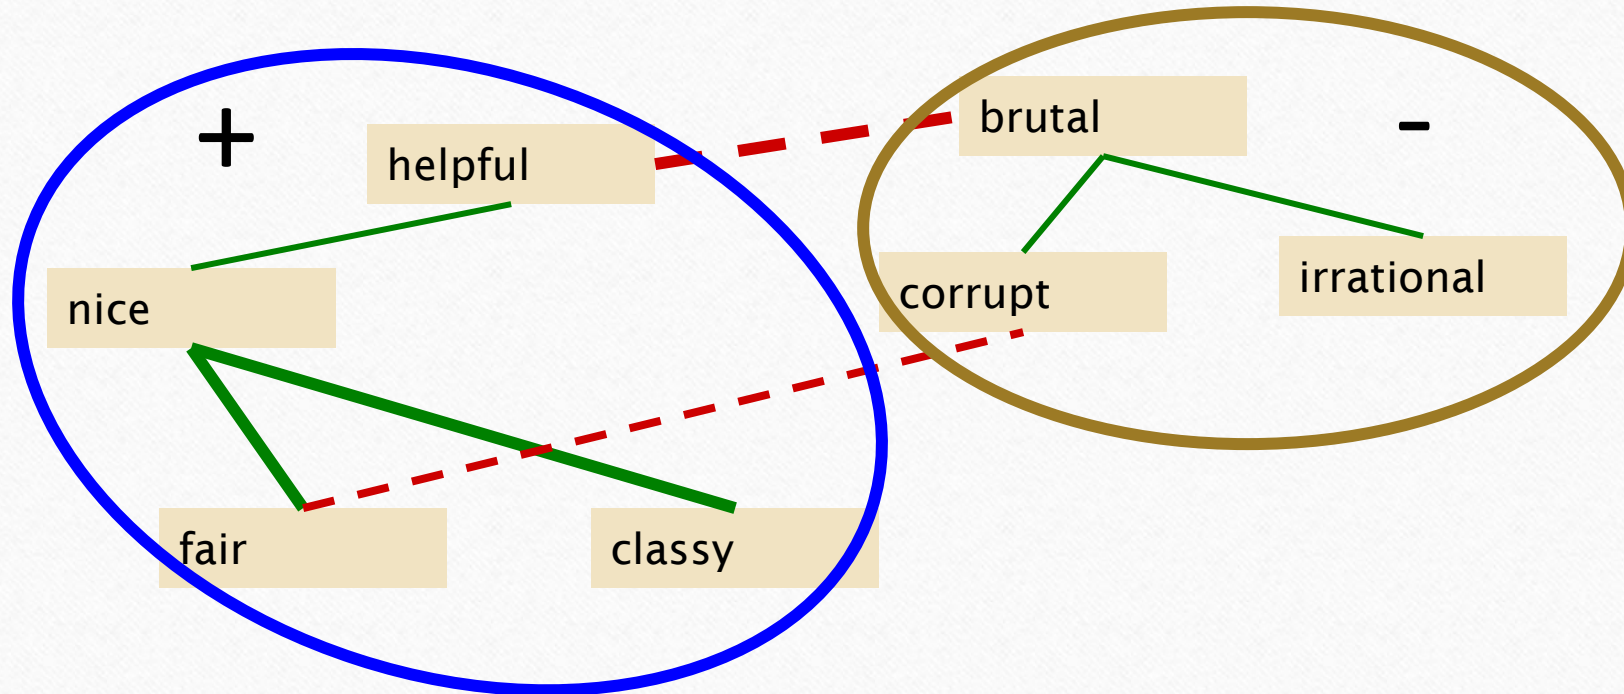 +
helpful
nice
fair
classy
brutal
-
corrupt
irrational